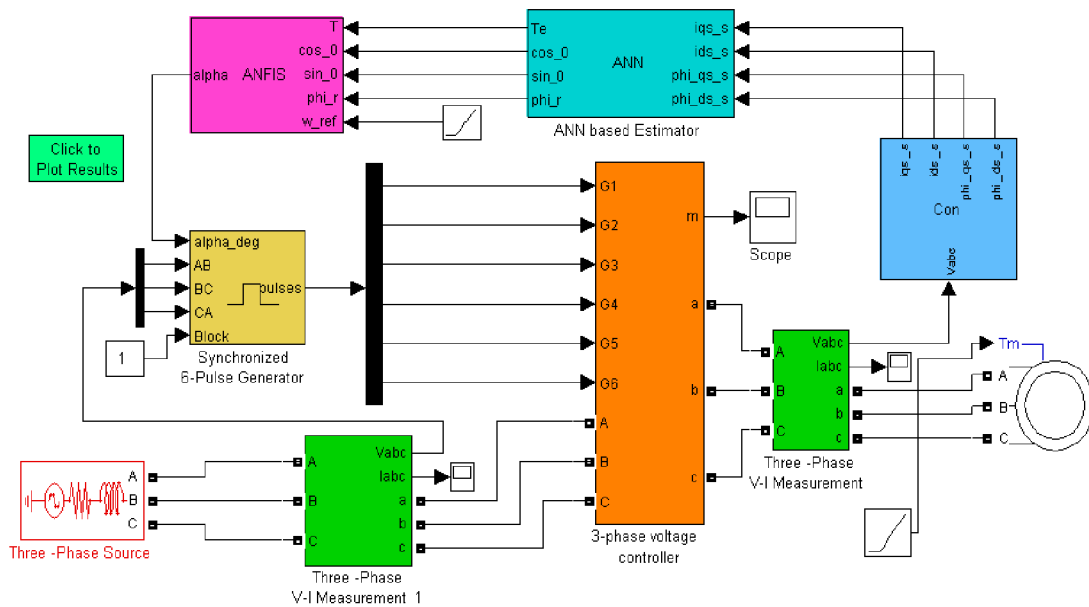 T
cos_0
alpha
ANFIS
sin_0
phi_r
w_ref
Te
cos_0
sin_0
phi_r
ANN
iqs_s
ids_s
phi_qs_s
phi_ds_s
ANN based Estimator
Click to
Plot Results
iqs_s
ids_s
phi_qs_s
phi_ds_s
Con
Vabc
alpha_deg
AB
BC
CA
Block
pulses
Synchronized
6-Pulse Generator
1
G1
G2
G3
G4
G5
G6
A
B
C
m
a
b
c
3-phase voltage
controller
Scope
A
B
C
Vabc
Iabc
a
b
c
Three -Phase
V-I Measurement
Tm
A
B
C
A
B
C
Three -Phase Source
A
B
C
Vabc
Iabc
a
b
c
Three -Phase
V-I Measurement 1